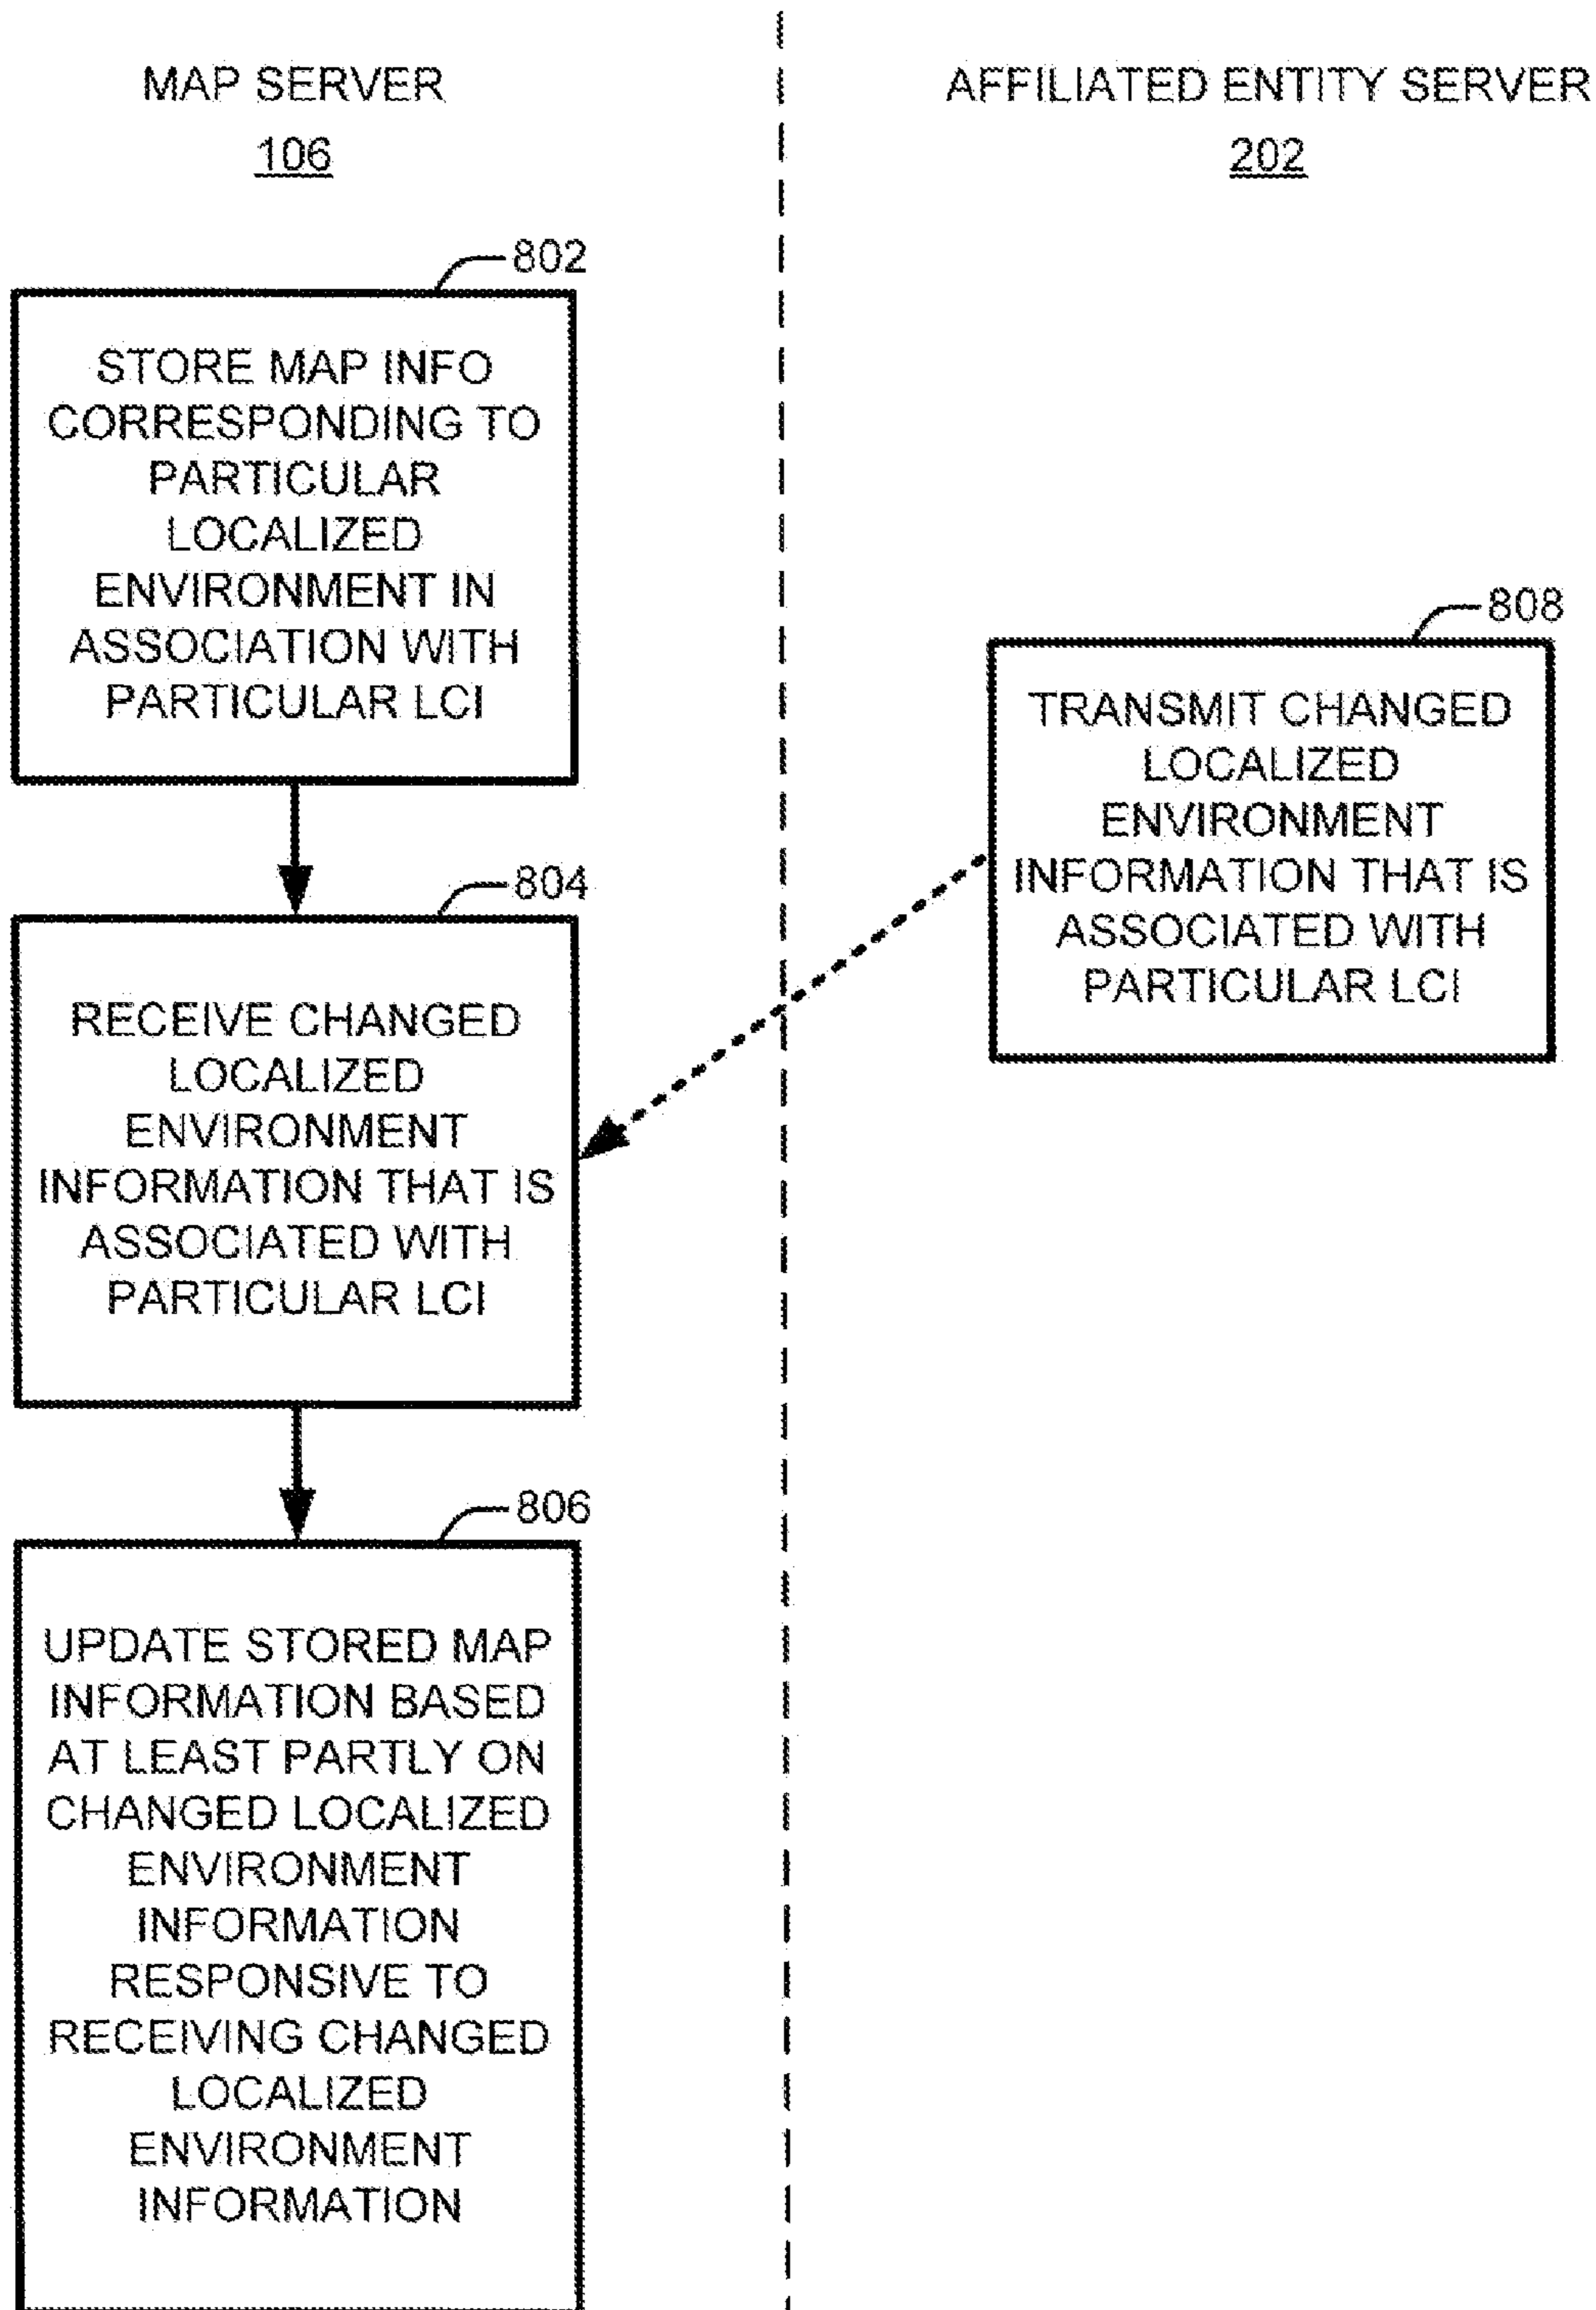 MAP SERVER
106
AFFILIATED ENTITY SERVER
202
802
STORE MAP INFO
CORRESPONDING TO
PARTICULAR
LOCALIZED
ENVIRONMENT IN
ASSOCIATION WITH
PARTICULAR LCI
808
TRANSMIT CHANGED
LOCALIZED
ENVIRONMENT
INFORMATION THAT IS
ASSOCIATED WITH
PARTICULAR LCI
804
RECEIVE CHANGED
LOCALIZED
ENVIRONMENT
INFORMATION THAT IS
ASSOCIATED WITH
PARTICULAR LCI
806
UPDATE STORED MAP
INFORMATION BASED
AT LEAST PARTLY ON
CHANGED LOCALIZED
ENVIRONMENT
INFORMATION
RESPONSIVE TO
RECEIVING CHANGED
LOCALIZED
ENVIRONMENT
INFORMATION